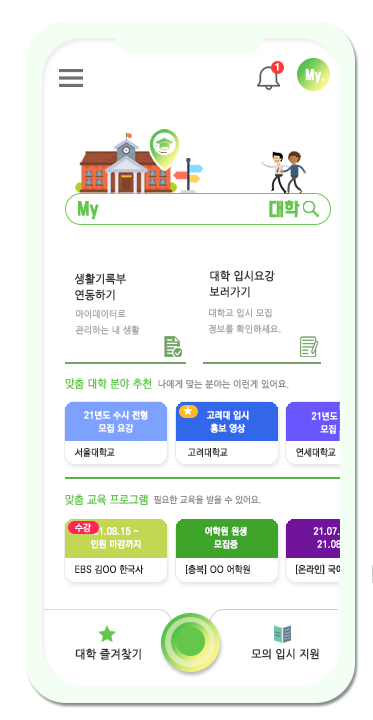 1
My.
My 대학
생활기록부
연동하기
마이데이터로
관리하는 내 생활
대학 입시요강
보러가기
대학교 입시 모집
정보를 확인하세요.
맞춤 대학 분야 추천 나에게 맞는 분야는 이런게 있어요.
21년도 수시 전형
모집 요강
서울대학교
고려대 입시
홍보 영상
고려대학교
21년도
모집
연세대학교
맞춤 교육 프로그램 필요한 교육을 받을 수 있어요.
수강
1.08.15 ~
인원 마감까지
EBS 김OO 한국사
어학원 원생
모집중
[충북] OO 어학원
21.07.
21.08
[온라인] 국어
대학 즐겨찾기
모의 입시 지원